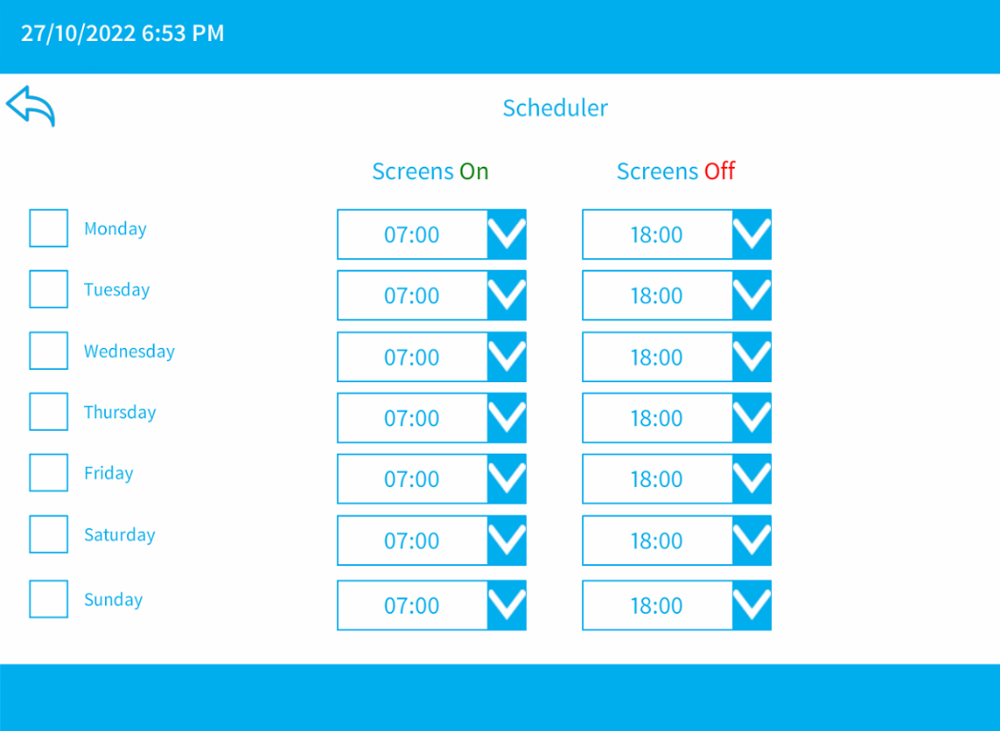 27/10/2022 6:53 PM
Scheduler
Screens On Screens Off
Monday 07:00 18:00
Tuesday 07:00 18:00
Wednesday 07:00 18:00
Thursday 07:00 18:00
Friday 07:00 18:00
Saturday 07:00 18:00
Sunday 07:00 18:00